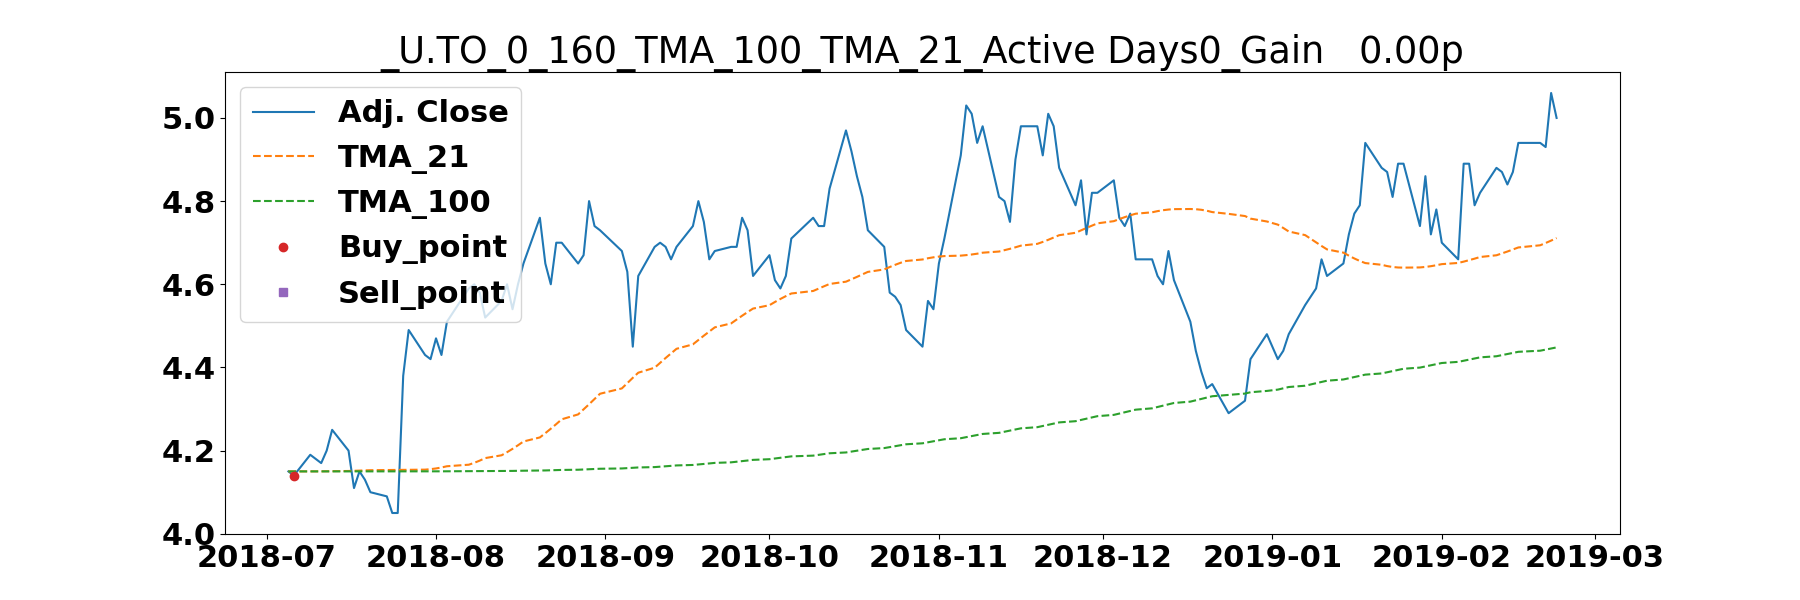 _U.TO_0_160_TMA_100_TMA_21_Active Days0_Gain   0.00p
Adj. Close
TMA_21
TMA_100
Buy_point
Sell_point
5.0
4.8
4.6
4.4
4.2
4.0
2018-07 2018-08 2018-09 2018-10 2018-11 2018-12 2019-01 2019-02 2019-03